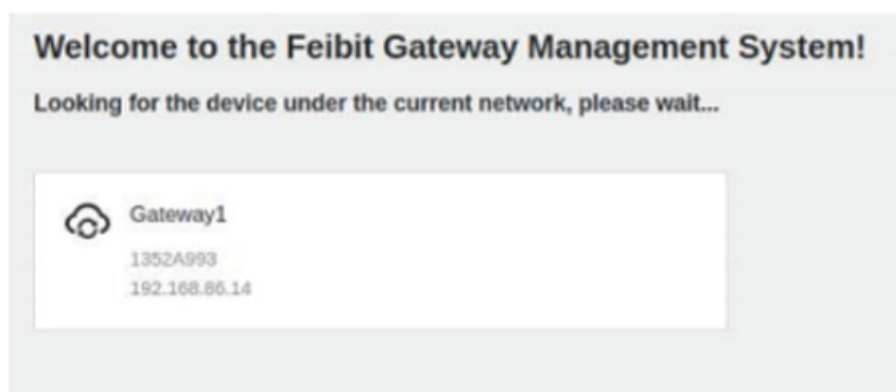 Welcome to the Feibit Gateway Management System!
Looking for the device under the current network, please wait...
Gateway1
1352A993
192.168.86.14